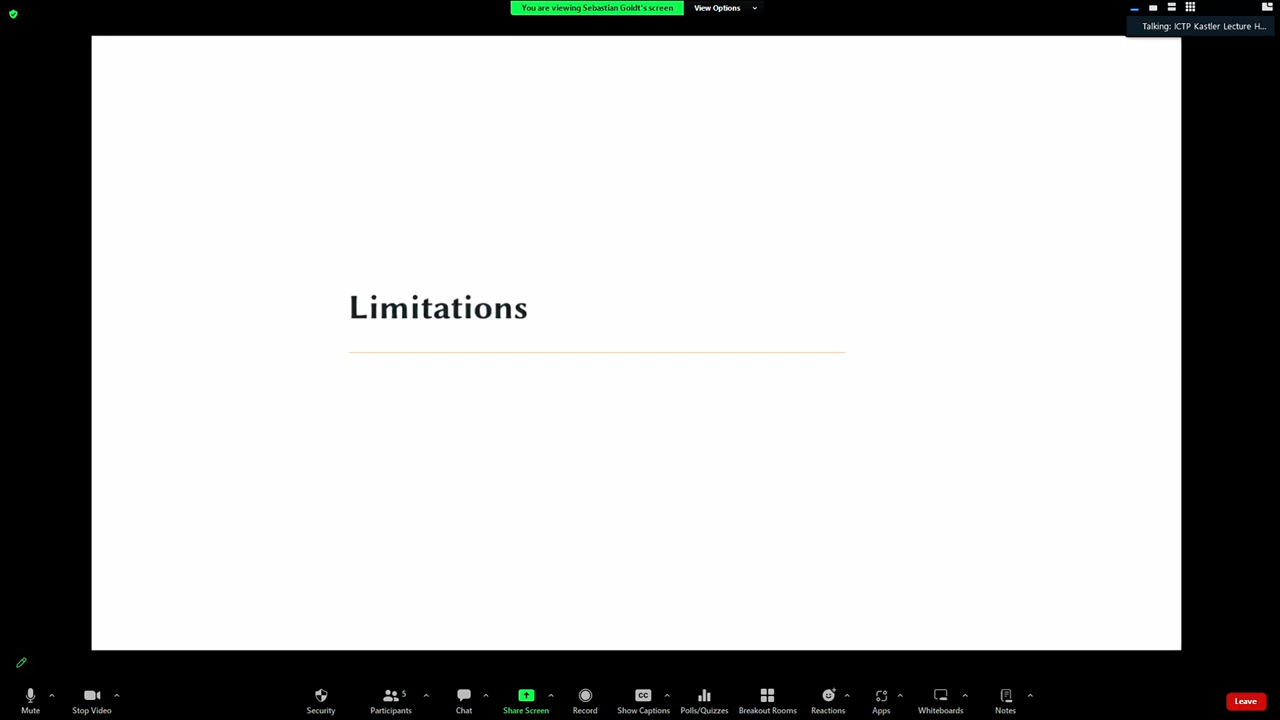 You are viewing Sebastian Goldt's screen
View Options
Talking: ICTP Kastler Lecture H...
Limitations
Mute
Stop Video
Security
5
Participants
Chat
Share Screen
Record
CC
Show Captions
Polls/Quizzes
Breakout Rooms
Reactions
Apps
Whiteboards
Notes
Leave